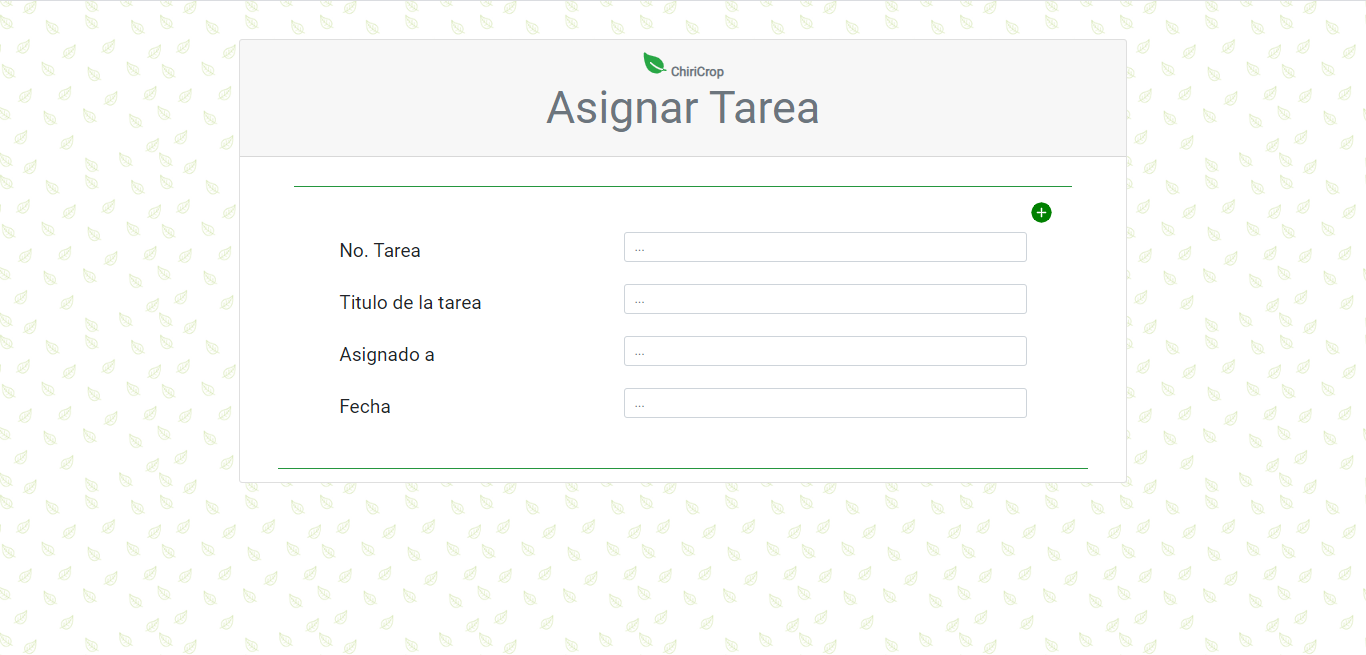 ChiriCrop
Asignar Tarea
No. Tarea
...
Titulo de la tarea
...
Asignado a
...
Fecha
...